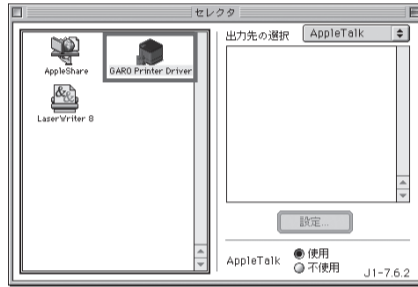 セレクタ
AppleShare
GARO Printer Driver
LaserWriter 8
出力先の選択
AppleTalk
設定...
AppleTalk
使用
不使用
J1-7.6.2